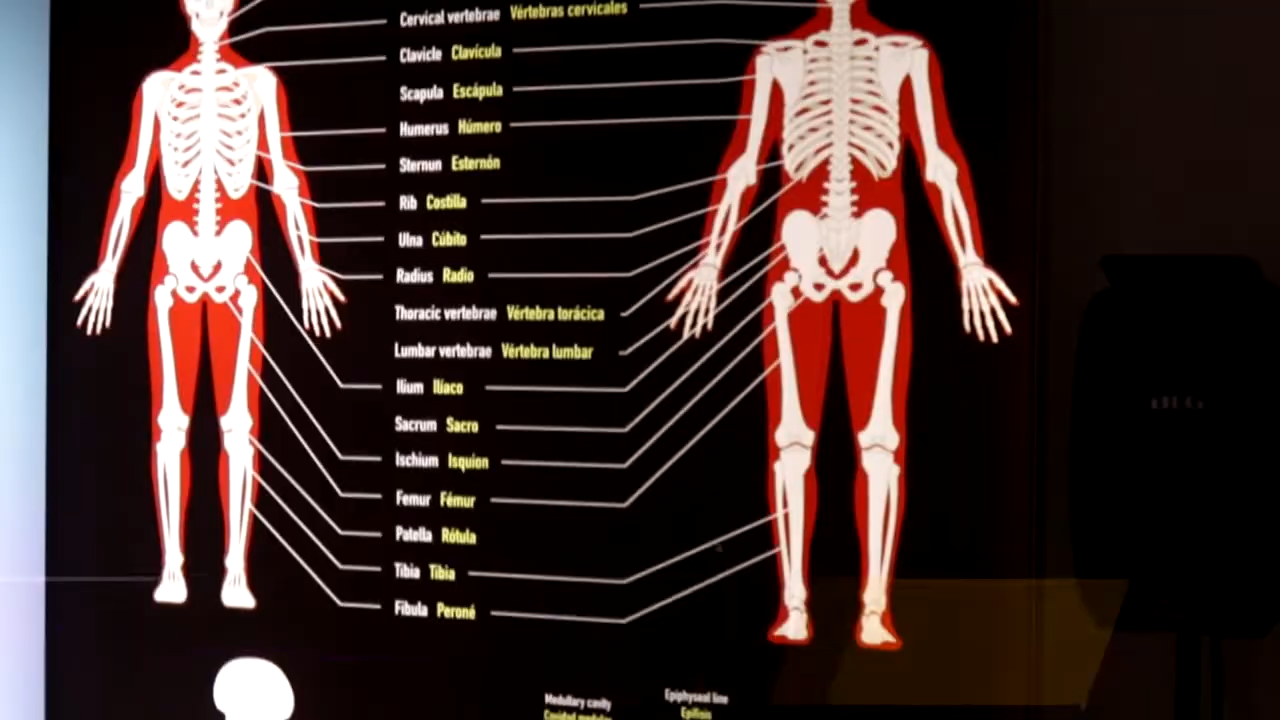 Cervical vertebrae Vértebras cervicales
Clavicle Clavícula
Scapula Escápula
Humerus Húmero
Sternun Esternón
Rib Costilla
Ulna Cúbito
Radius Radio
Thoracic vertebrae Vértebra torácica
Lumbar vertebrae Vértebra lumbar
Ilium Ilíaco
Sacrum Sacro
Ischium Isquion
Femur Fémur
Patella Rótula
Tibia Tibia
Fibula Peroné
Medullary cavity
Epiphyseal line
Epifisis